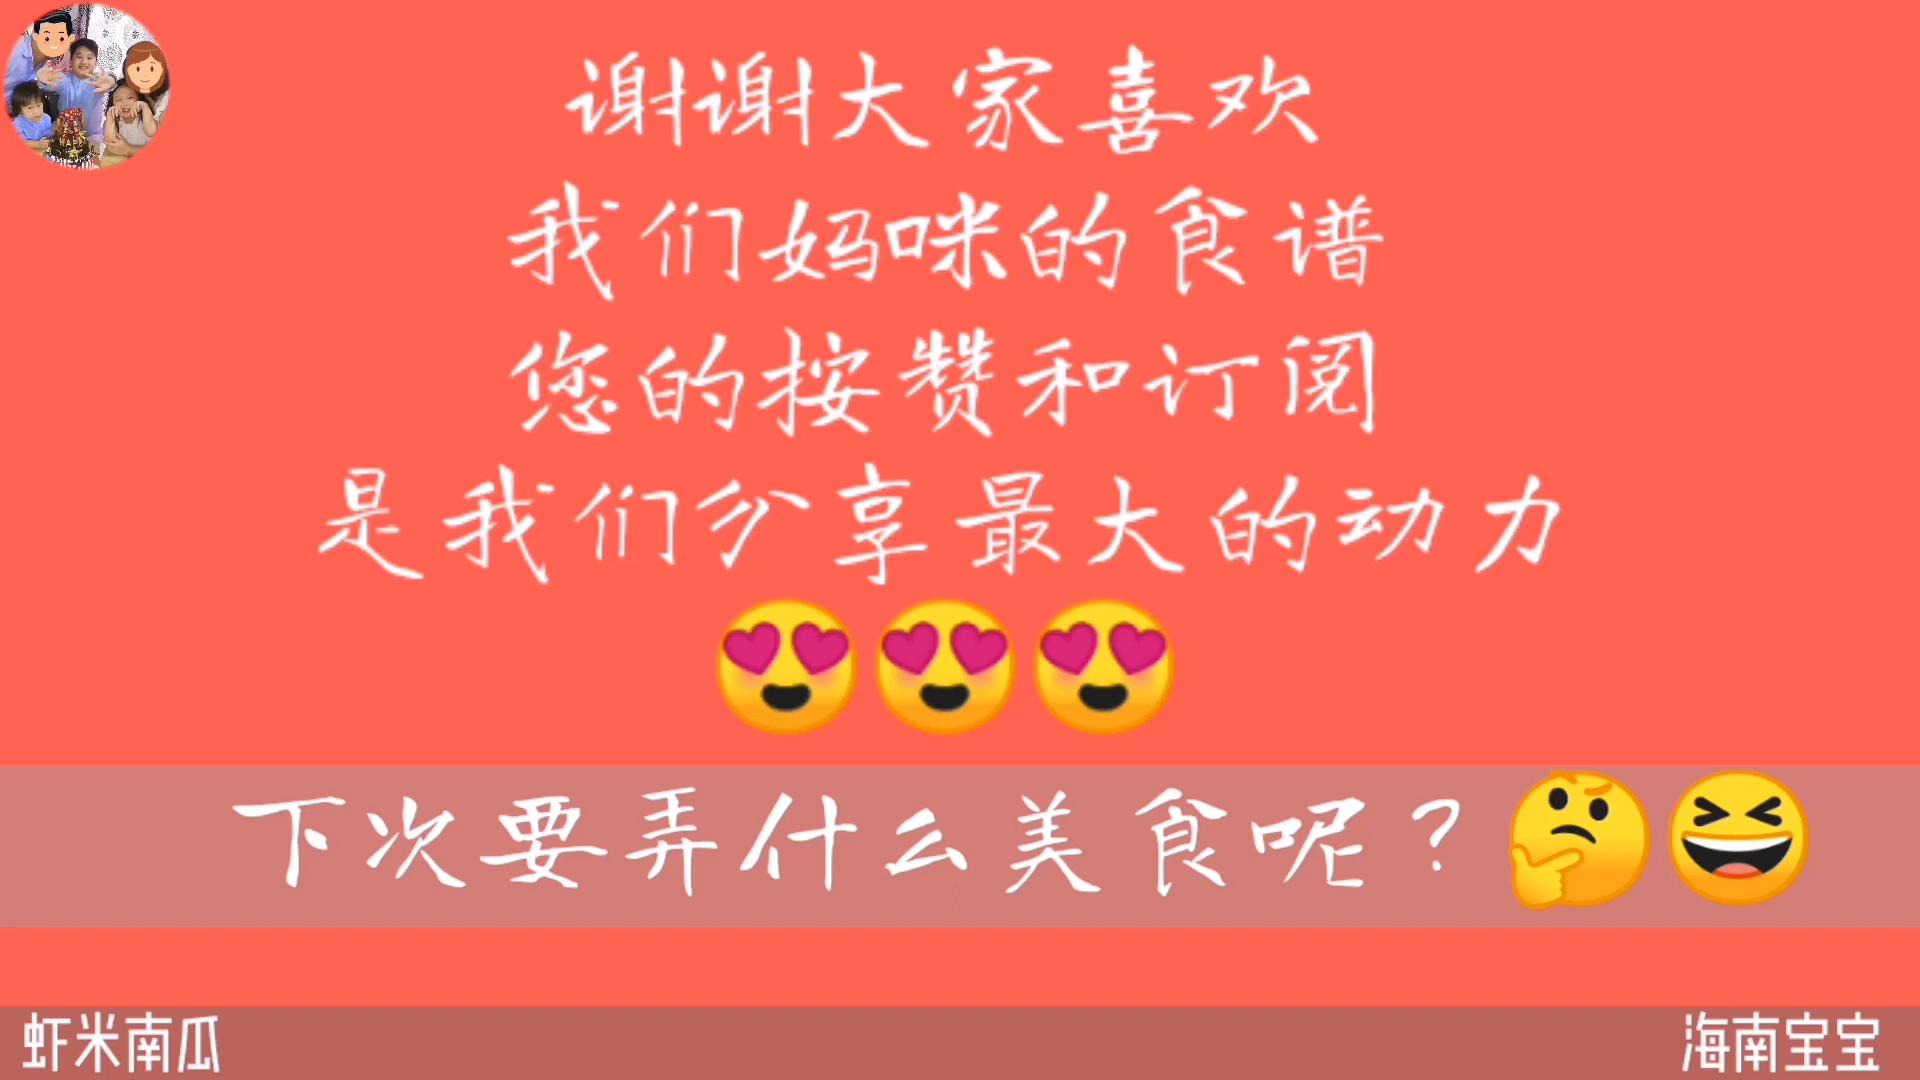 谢谢大家喜欢
我们妈咪的食谱
您的按赞和订阅
是我们分享最大的动力
😍😍😍
下次要弄什么美食呢？🤔😆
虾米南瓜
海南宝宝